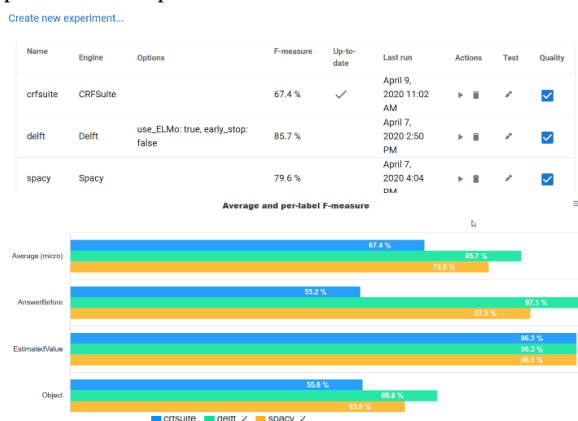 Create new experiment...
Name Engine Options F-measure Up-to-date Last run Actions Test Quality
crfsuite CRFSuite 67.4 % April 9, 2020 11:02 AM
delft Delft use_ELMo: true, early_stop: false 85.7 % April 7, 2020 2:50 PM
spacy Spacy 79.6 % April 7, 2020 4:04 PM
Average and per-label F-measure
Average (micro) 67.4 % 85.7 % 79.6 %
AnswerBefore 55.2 % 97.1 % 87.5 %
EstimatedValue 96.3 % 96.3 % 96.3 %
Object 55.6 % 69.8 % 63.6 %
crfsuite delft spacy